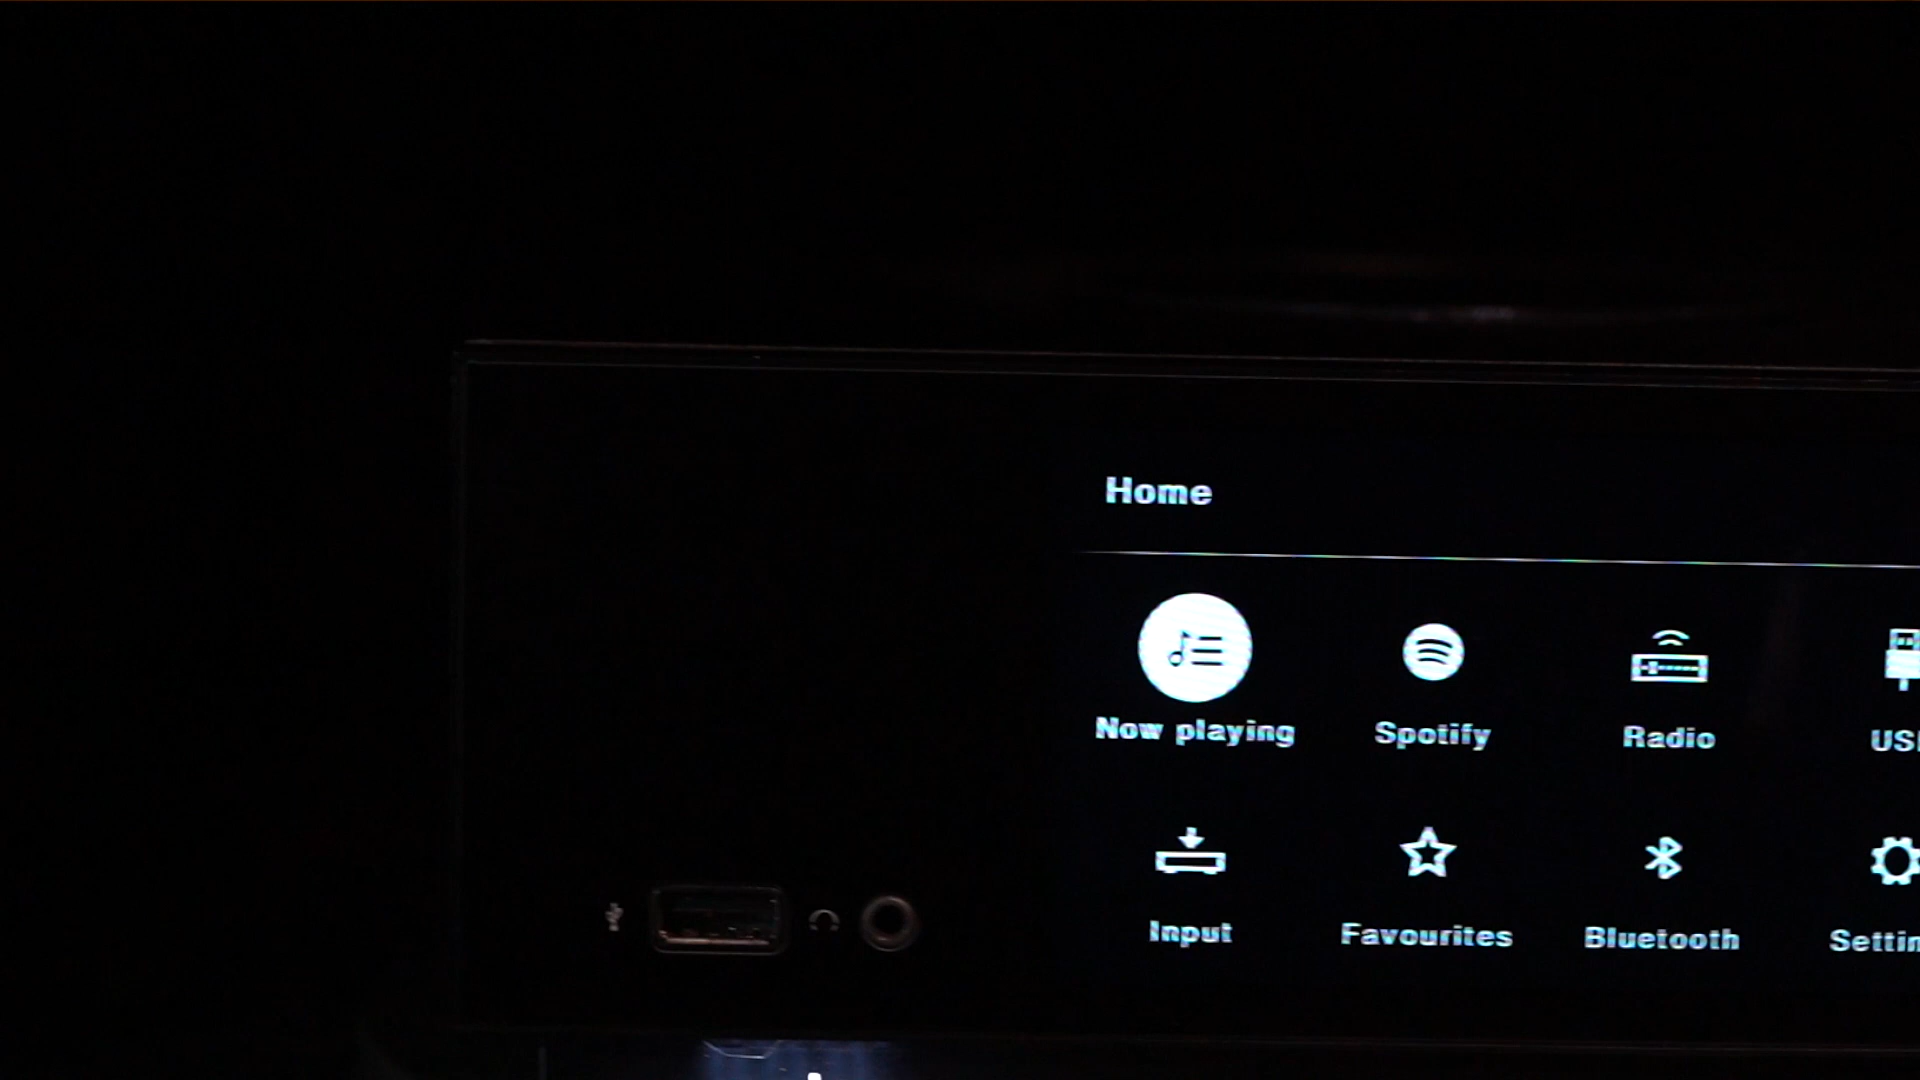 Home
Now playing
Spotify
Radio
Input
Favourites
Bluetooth